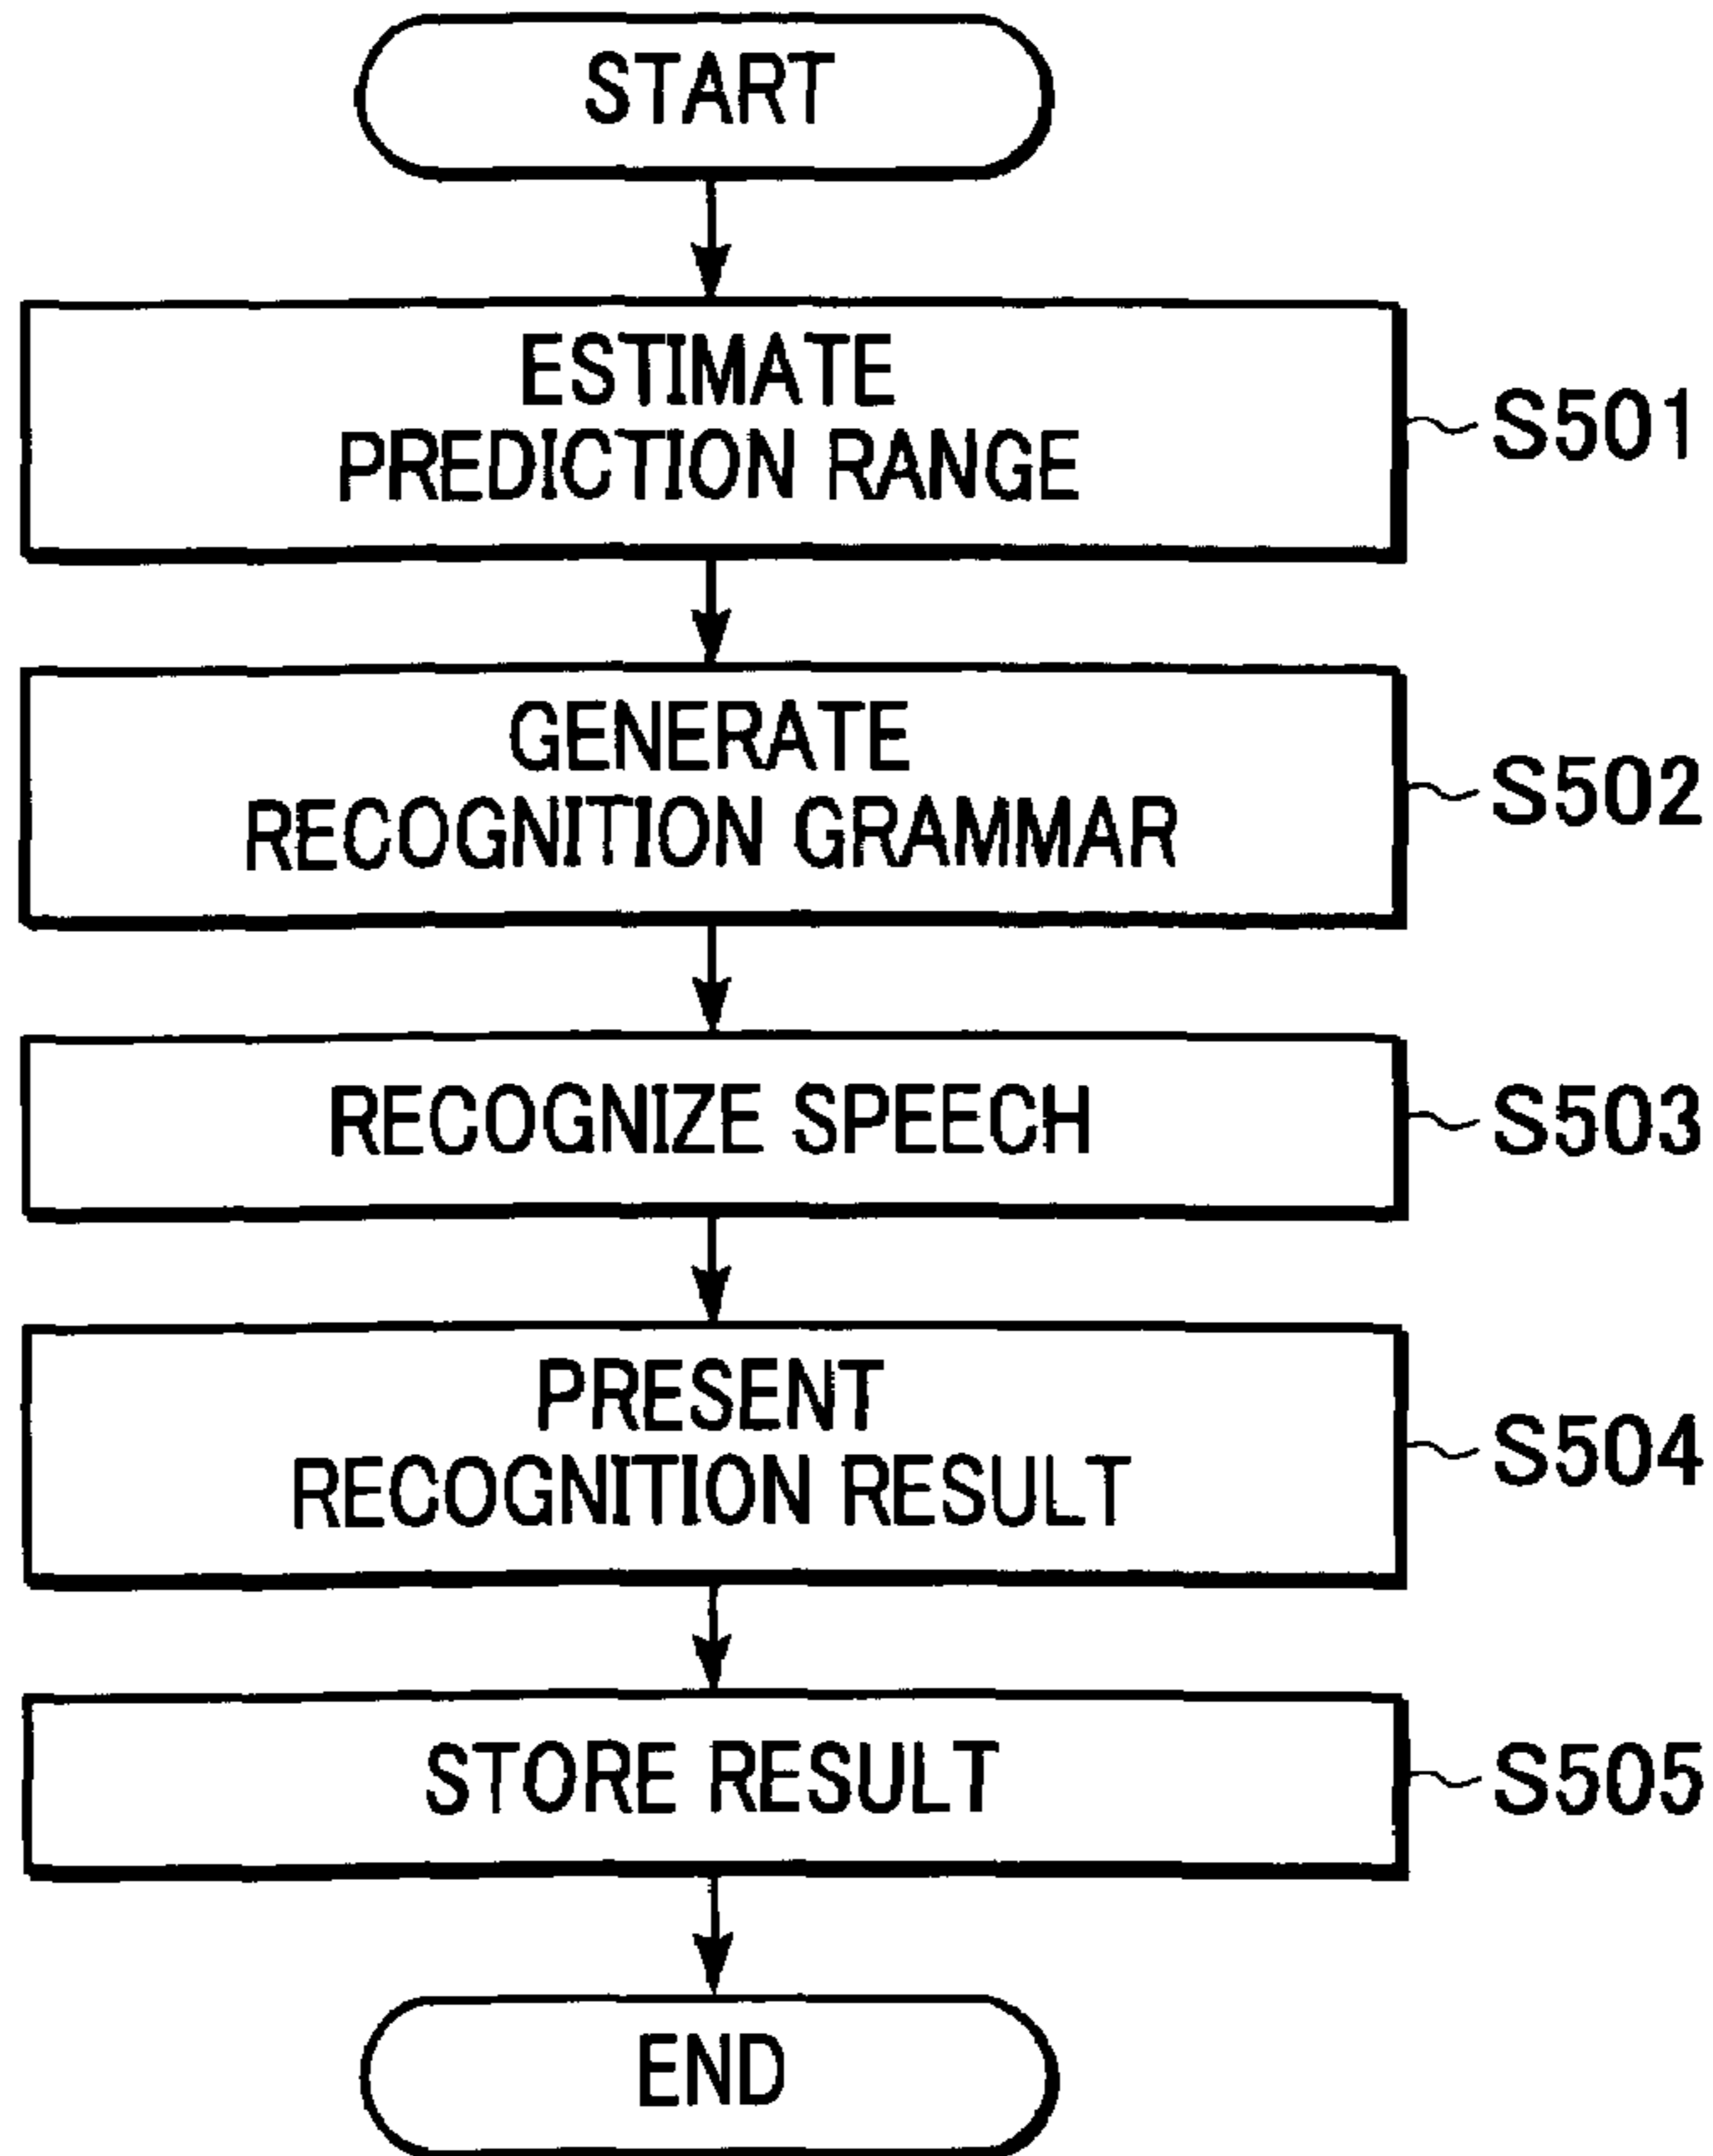 START
ESTIMATE
PREDICTION RANGE
S501
GENERATE
RECOGNITION GRAMMAR
S502
RECOGNIZE SPEECH
S503
PRESENT
RECOGNITION RESULT
S504
STORE RESULT
S505
END